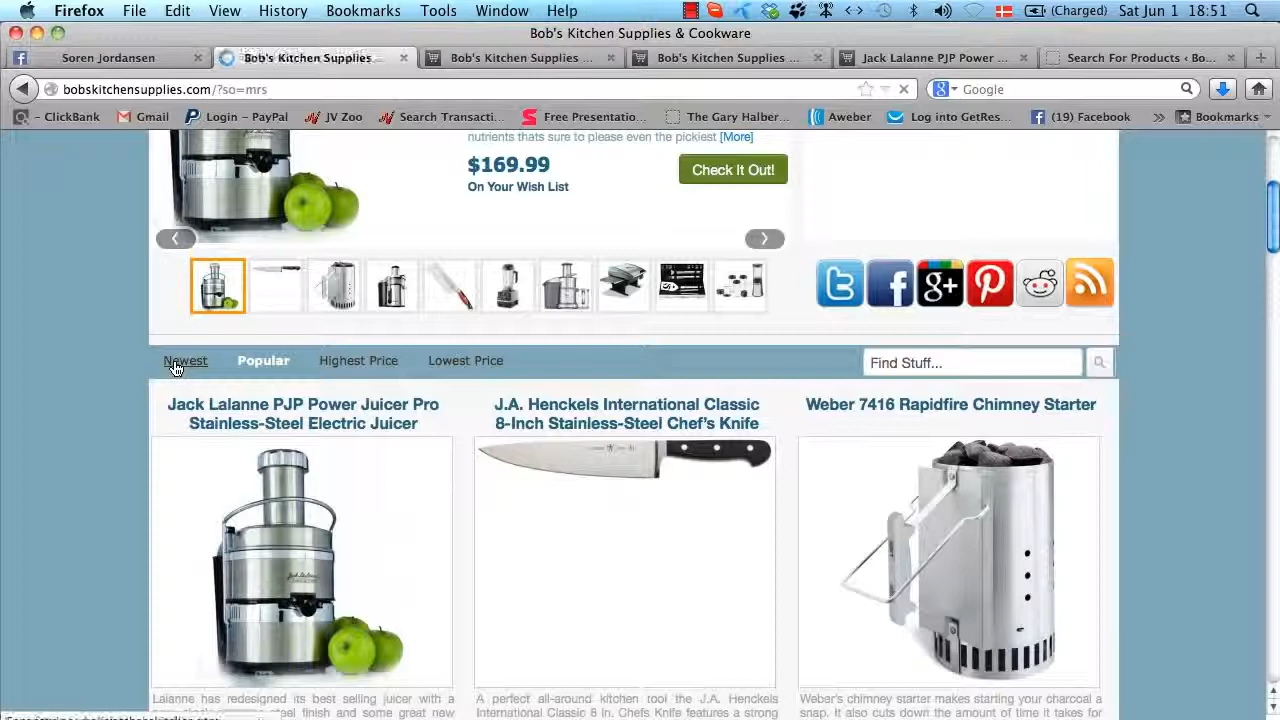 Firefox File Edit View History Bookmarks Tools Window Help (Charged) Sat Jun 1 18:51
Bob's Kitchen Supplies & Cookware
Soren Jordansen Bob's Kitchen Supplies Bob's Kitchen Supplies ... Bob's Kitchen Supplies ... Jack Lalanne PJP Power ... Search For Products ‹ Bo...
bobskitchensupplies.com/?so=mrs Google
– ClickBank Gmail Login – PayPal JV Zoo Search Transacti... Free Presentatio... The Gary Halber... Aweber Log into GetRes... (19) Facebook » Bookmarks
nutrients thats sure to please even the pickiest [More]
$169.99
Check It Out!
On Your Wish List
Newest Popular Highest Price Lowest Price Find Stuff...
Jack Lalanne PJP Power Juicer Pro
Stainless-Steel Electric Juicer
J.A. Henckels International Classic
8-Inch Stainless-Steel Chef's Knife
Weber 7416 Rapidfire Chimney Starter
Lalanne has redesigned its best selling juicer with a
steel finish and some great new
A perfect all-around kitchen tool the J.A. Henckels
International Classic 8 in. Chefs Knife features a strong
Weber's chimney starter makes starting your charcoal a
snap. It also cuts down the amount of time it takes for